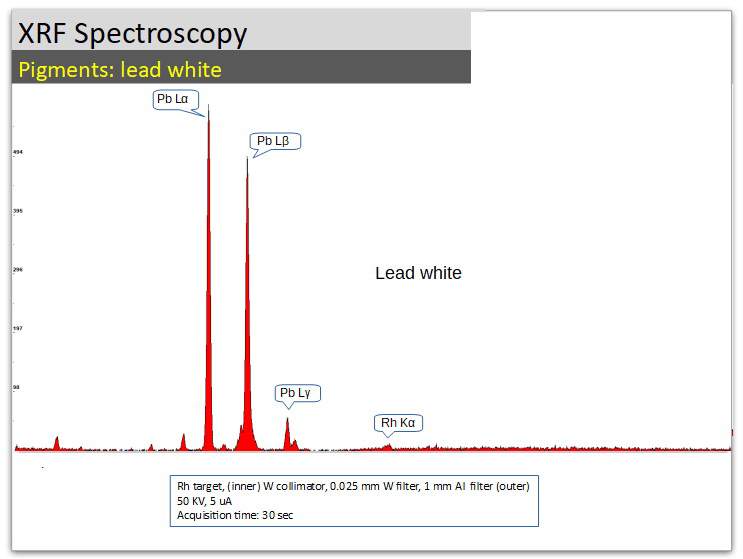 XRF Spectroscopy
Pigments: lead white
Pb Lα
Pb Lβ
494
395
296
Lead white
197
98
Pb Lγ
Rh Kα
Rh target, (inner) W collimator, 0.025 mm W filter, 1 mm Al filter (outer)
50 KV, 5 uA
Acquisition time: 30 sec